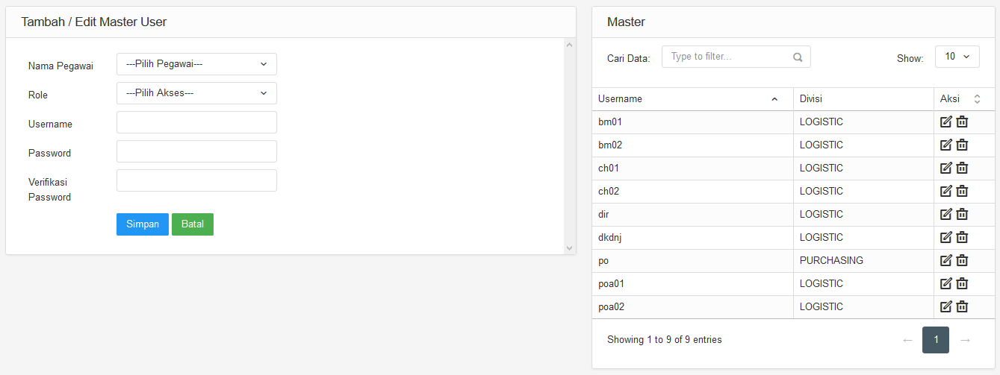 Tambah / Edit Master User
Nama Pegawai ---Pilih Pegawai---
Role ---Pilih Akses---
Username
Password
Verifikasi
Password
Simpan Batal
Master
Cari Data: Type to filter... Show: 10
Username Divisi Aksi
bm01 LOGISTIC
bm02 LOGISTIC
ch01 LOGISTIC
ch02 LOGISTIC
dir LOGISTIC
dkdnj LOGISTIC
po PURCHASING
poa01 LOGISTIC
poa02 LOGISTIC
Showing 1 to 9 of 9 entries ← 1 →